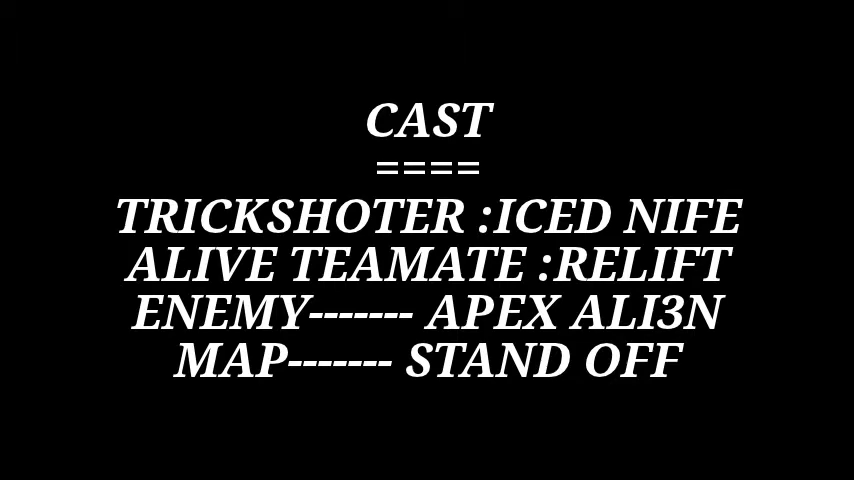 CAST
====
TRICKSHOTER :ICED NIFE
ALIVE TEAMATE :RELIFT
ENEMY------- APEX ALI3N
MAP------- STAND OFF